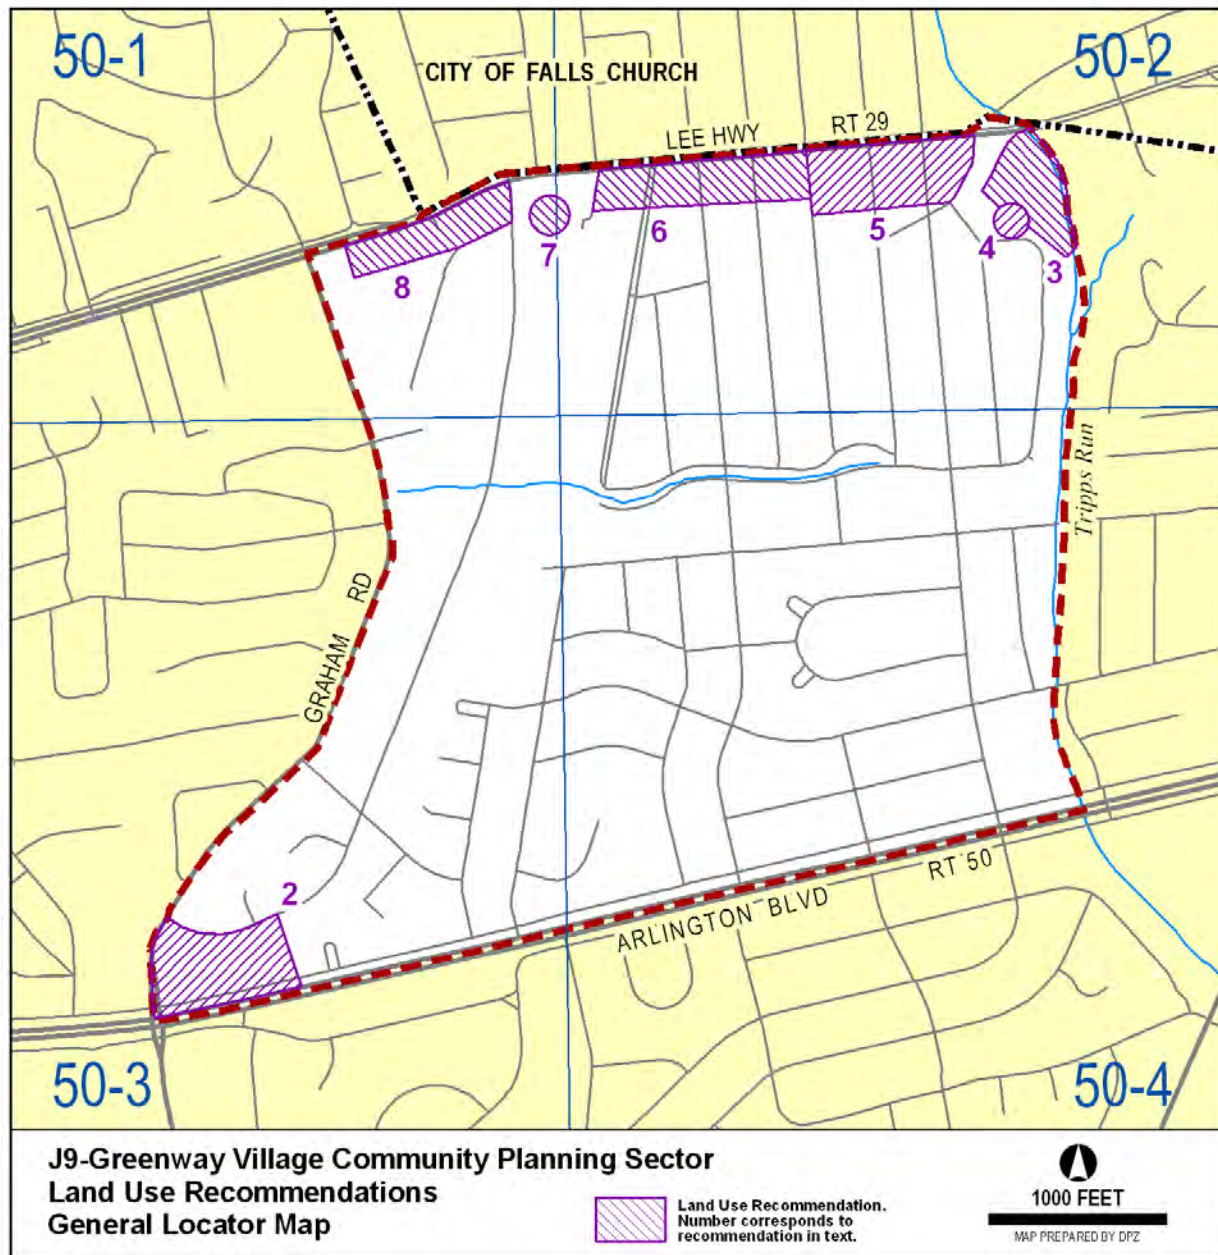 50-1
50-2
CITY OF FALLS CHURCH
LEE HWY RT 29
8
7
6
5
4
3
Tripps Run
GRAHAM RD
2
ARLINGTON BLVD RT 50
50-3
50-4
J9-Greenway Village Community Planning Sector
Land Use Recommendations
General Locator Map
Land Use Recommendation.
Number corresponds to
recommendation in text.
1000 FEET
MAP PREPARED BY DPZ